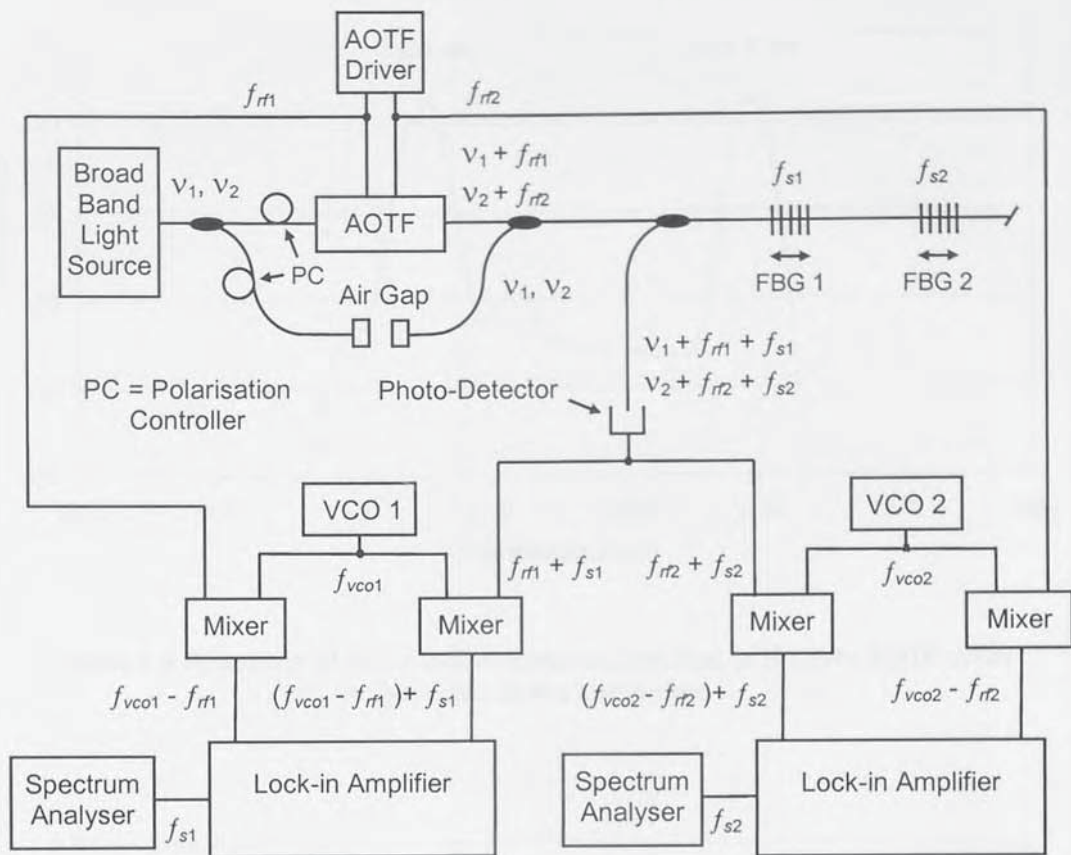 AOTF
Driver
f_rf1
f_rf2
Broad
Band
Light
Source
ν1, ν2
AOTF
ν1 + f_rf1
ν2 + f_rf2
f_s1
f_s2
PC
Air Gap
ν1, ν2
FBG 1
FBG 2
PC = Polarisation
Controller
Photo-Detector
ν1 + f_rf1 + f_s1
ν2 + f_rf2 + f_s2
VCO 1
VCO 2
f_vco1
f_rf1 + f_s1
f_rf2 + f_s2
f_vco2
Mixer
Mixer
Mixer
Mixer
f_vco1 - f_rf1
(f_vco1 - f_rf1)+ f_s1
(f_vco2 - f_rf2)+ f_s2
f_vco2 - f_rf2
Spectrum
Analyser
f_s1
Lock-in Amplifier
Spectrum
Analyser
f_s2
Lock-in Amplifier